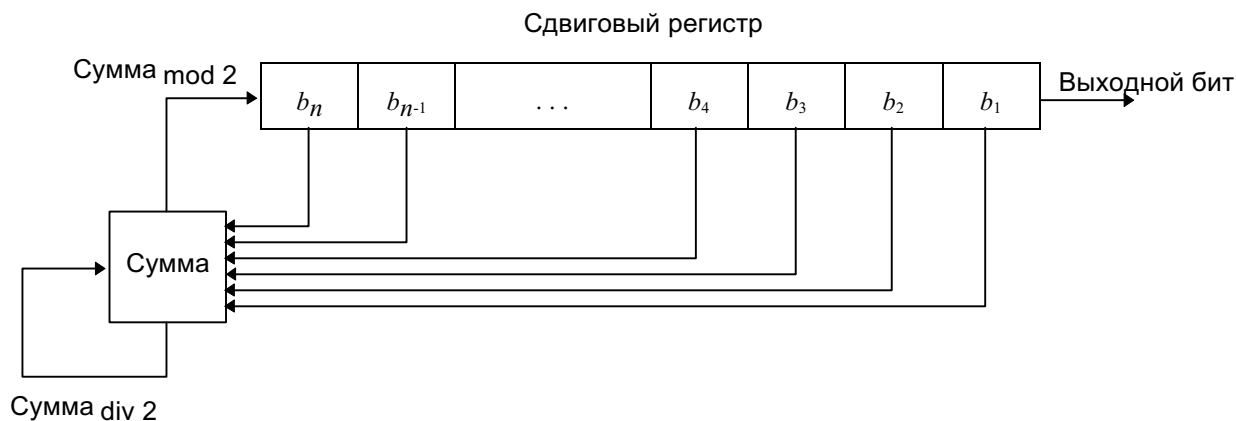 Сдвиговый регистр
Сумма mod 2
bn bn-1 . . . b4 b3 b2 b1
Выходной бит
Сумма
Сумма div 2